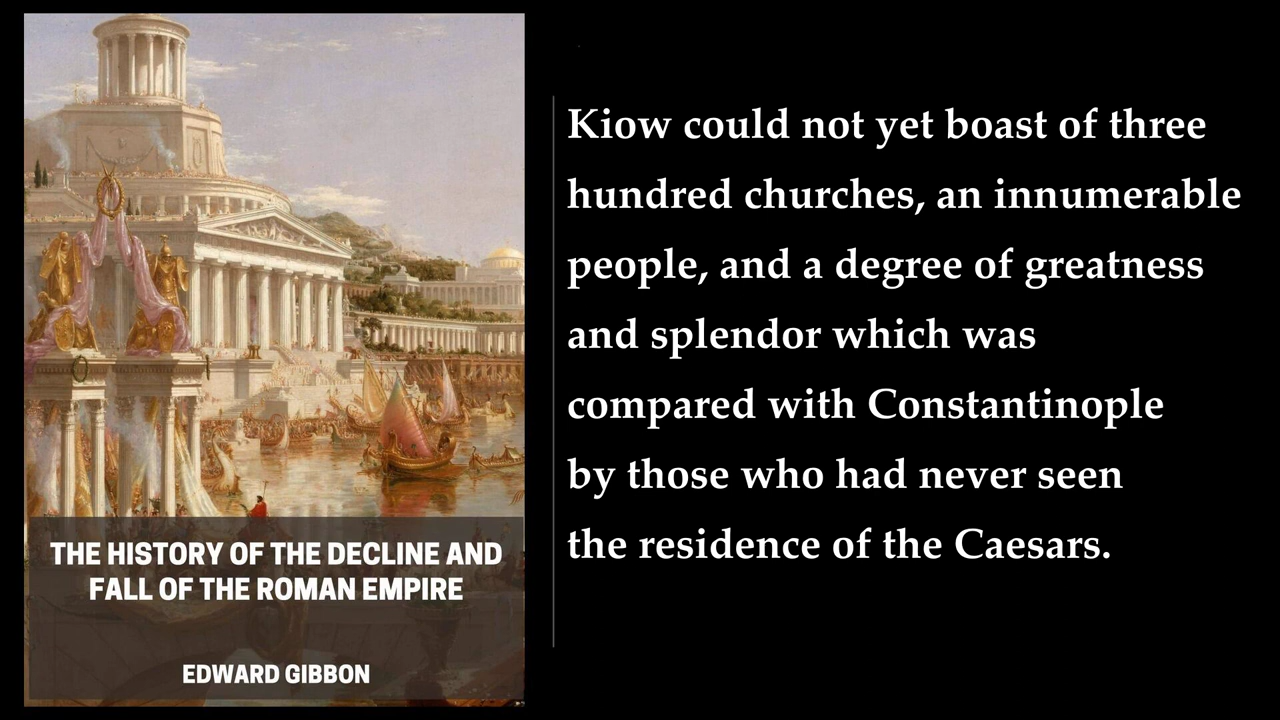 THE HISTORY OF THE DECLINE AND
FALL OF THE ROMAN EMPIRE
EDWARD GIBBON
Kiow could not yet boast of three
hundred churches, an innumerable
people, and a degree of greatness
and splendor which was
compared with Constantinople
by those who had never seen
the residence of the Caesars.